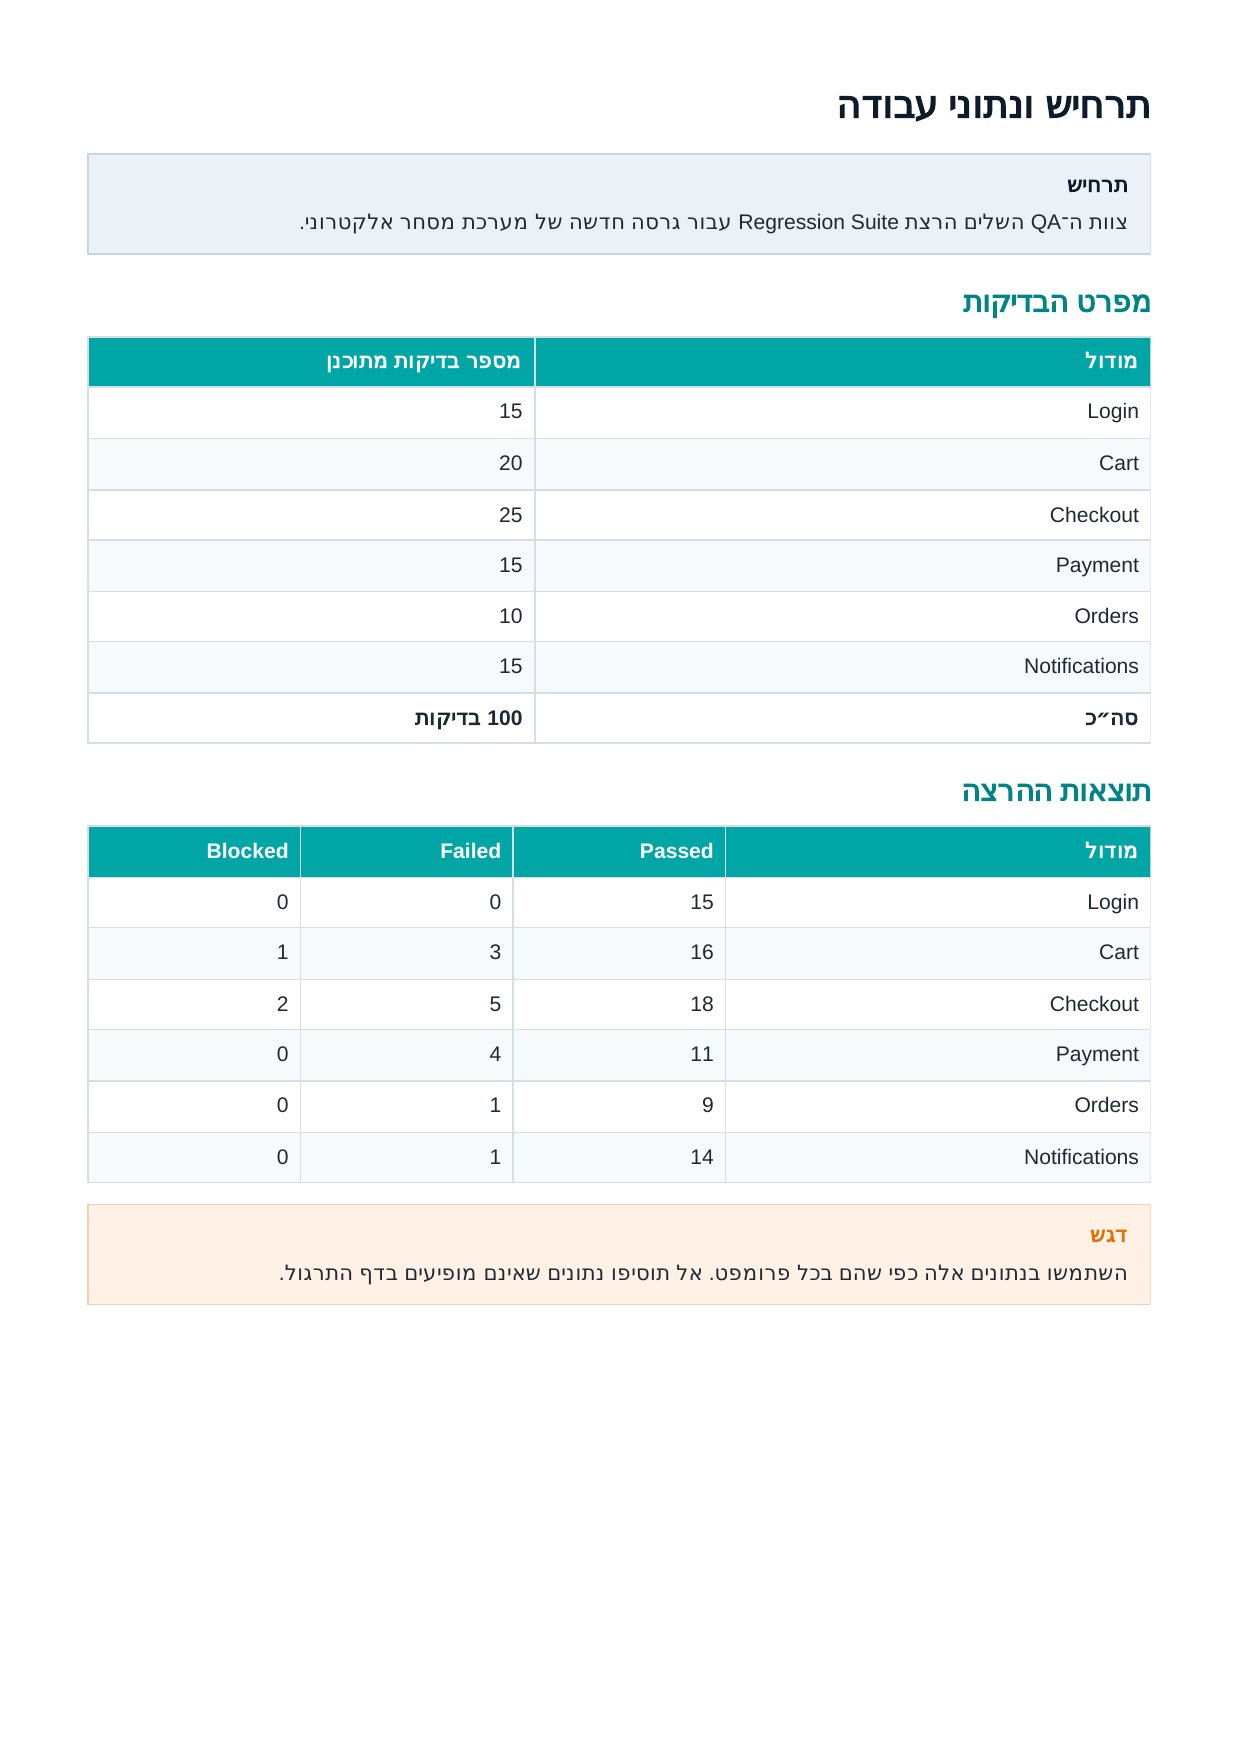 תרחיש ונתוני עבודה
תרחיש
צוות ה־QA השלים הרצת Regression Suite עבור גרסה חדשה של מערכת מסחר אלקטרוני.
מפרט הבדיקות
מודול מספר בדיקות מתוכנן
Login 15
Cart 20
Checkout 25
Payment 15
Orders 10
Notifications 15
סה״כ 100 בדיקות
תוצאות ההרצה
מודול Passed Failed Blocked
Login 15 0 0
Cart 16 3 1
Checkout 18 5 2
Payment 11 4 0
Orders 9 1 0
Notifications 14 1 0
דגש
השתמשו בנתונים אלה כפי שהם בכל פרומפט. אל תוסיפו נתונים שאינם מופיעים בדף התרגול.